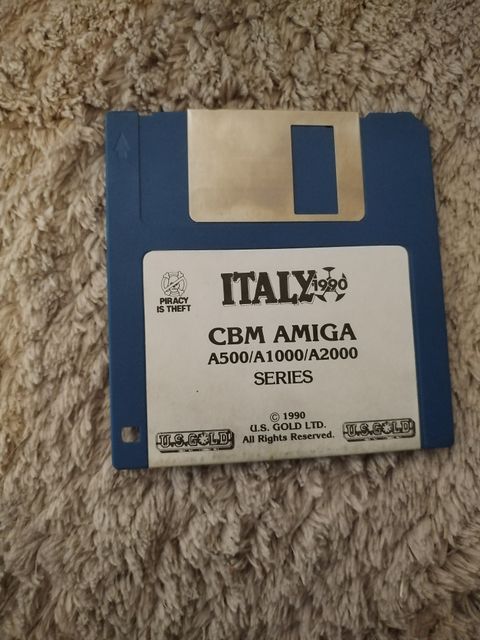 ITALY 1990
PIRACY
IS THEFT
CBM AMIGA
A500/A1000/A2000
SERIES
© 1990
U.S. GOLD LTD.
All Rights Reserved.
U.S. GOLD
U.S. GOLD